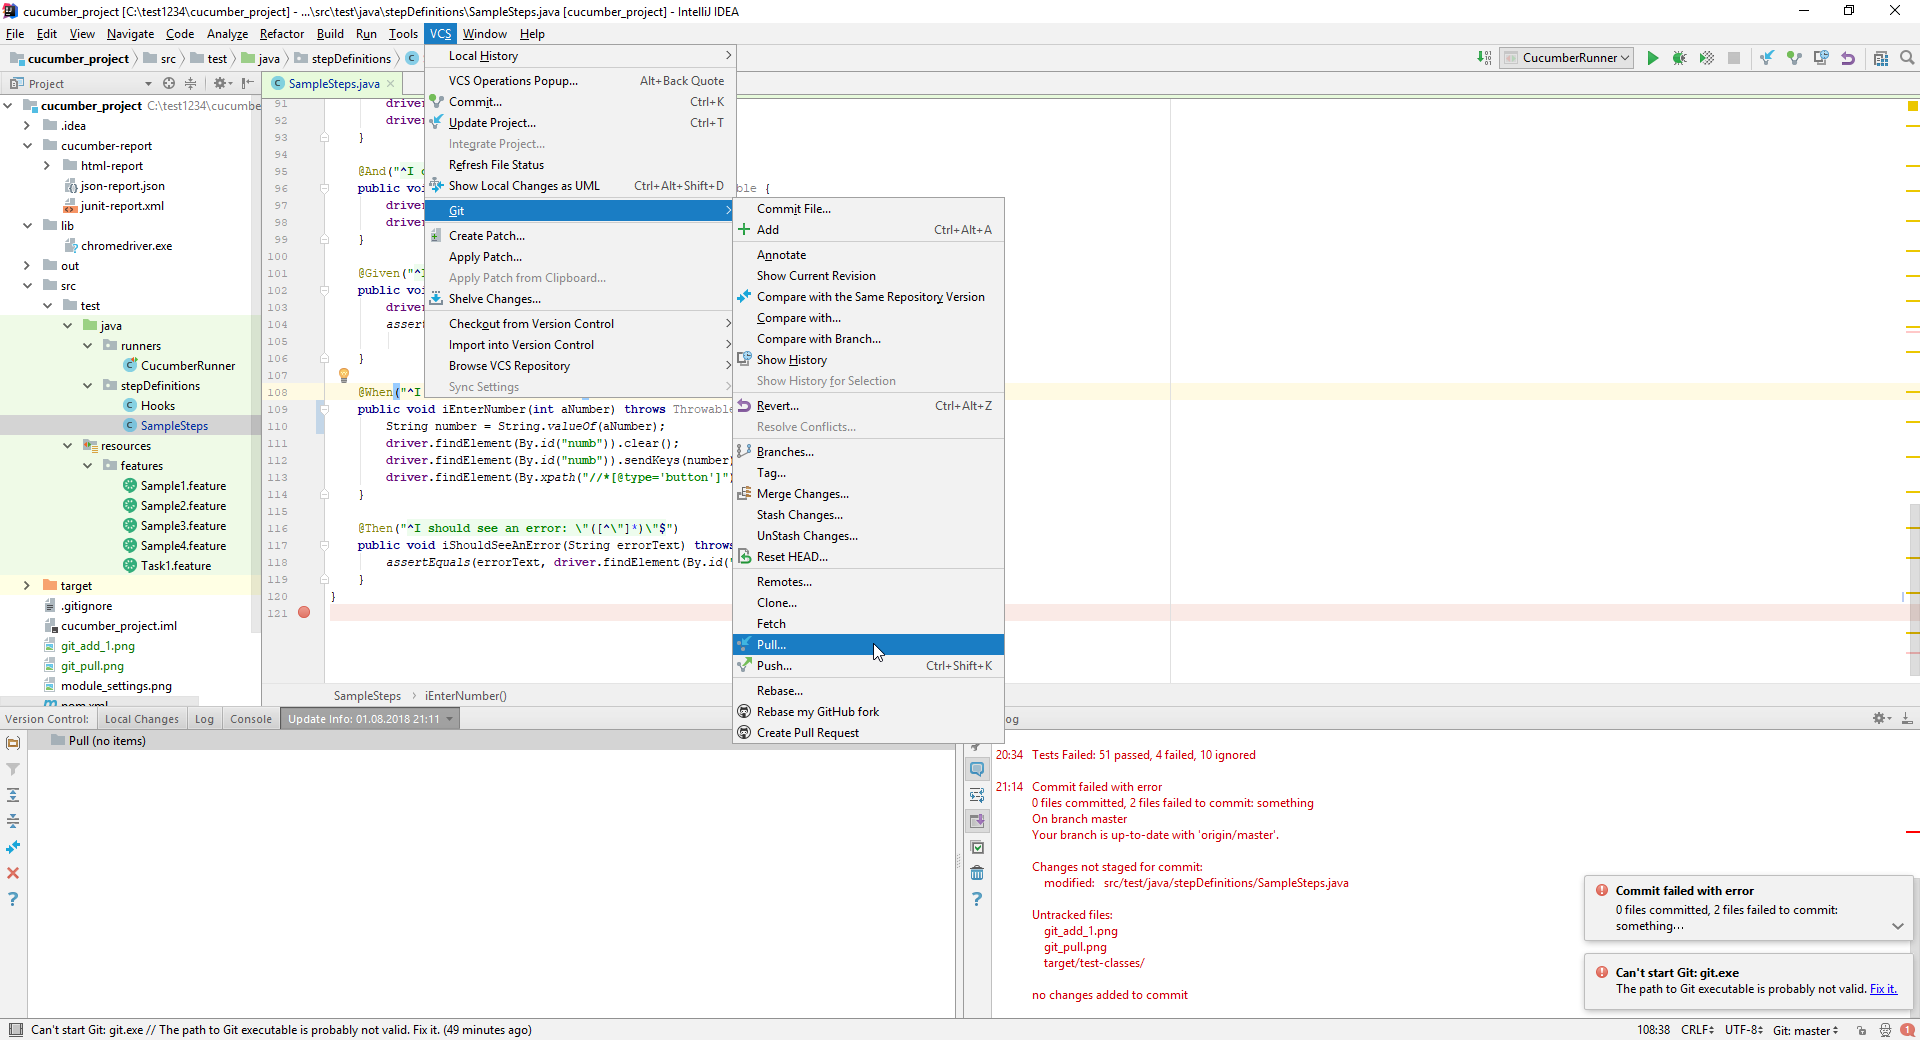 cucumber_project [C:\test1234\cucumber_project] - ...\src\test\java\stepDefinitions\SampleSteps.java [cucumber_project] - IntelliJ IDEA
File Edit View Navigate Code Analyze Refactor Build Run Tools VCS Window Help
cucumber_project src test java stepDefinitions CucumberRunner
Project
SampleSteps.java
cucumber_project C:\test1234\cucumbe
.idea
cucumber-report
html-report
json-report.json
junit-report.xml
lib
chromedriver.exe
out
src
test
java
runners
CucumberRunner
stepDefinitions
Hooks
SampleSteps
resources
features
Sample1.feature
Sample2.feature
Sample3.feature
Sample4.feature
Task1.feature
target
.gitignore
cucumber_project.iml
git_add_1.png
git_pull.png
module_settings.png
pom.xml
91 driver
92 driver
93 }
94
95 @And("^I
96 public voi ble {
97 driver
98 driver
99 }
100
101 @Given("^
102 public voi
103 driver
104 assert
105
106 }
107
108 @When("^I
109 public void iEnterNumber(int aNumber) throws Throwable
110 String number = String.valueOf(aNumber);
111 driver.findElement(By.id("numb")).clear();
112 driver.findElement(By.id("numb")).sendKeys(number)
113 driver.findElement(By.xpath("//*[@type='button']")
114 }
115
116 @Then("^I should see an error: \"([^\"]*)\"$")
117 public void iShouldSeeAnError(String errorText) throws
118 assertEquals(errorText, driver.findElement(By.id("
119 }
120 }
121
SampleSteps iEnterNumber()
Local History
VCS Operations Popup... Alt+Back Quote
Commit... Ctrl+K
Update Project... Ctrl+T
Integrate Project...
Refresh File Status
Show Local Changes as UML Ctrl+Alt+Shift+D
Git
Create Patch...
Apply Patch...
Apply Patch from Clipboard...
Shelve Changes...
Checkout from Version Control
Import into Version Control
Browse VCS Repository
Sync Settings
Commit File...
Add Ctrl+Alt+A
Annotate
Show Current Revision
Compare with the Same Repository Version
Compare with...
Compare with Branch...
Show History
Show History for Selection
Revert... Ctrl+Alt+Z
Resolve Conflicts...
Branches...
Tag...
Merge Changes...
Stash Changes...
UnStash Changes...
Reset HEAD...
Remotes...
Clone...
Fetch
Pull...
Push... Ctrl+Shift+K
Rebase...
Rebase my GitHub fork
Create Pull Request
Version Control: Local Changes Log Console Update Info: 01.08.2018 21:11
Pull (no items)
og
20:34 Tests Failed: 51 passed, 4 failed, 10 ignored
21:14 Commit failed with error
0 files committed, 2 files failed to commit: something
On branch master
Your branch is up-to-date with 'origin/master'.
Changes not staged for commit:
modified: src/test/java/stepDefinitions/SampleSteps.java
Untracked files:
git_add_1.png
git_pull.png
target/test-classes/
no changes added to commit
Commit failed with error
0 files committed, 2 files failed to commit:
something...
Can't start Git: git.exe
The path to Git executable is probably not valid. Fix it.
Can't start Git: git.exe // The path to Git executable is probably not valid. Fix it. (49 minutes ago)
108:38 CRLF UTF-8 Git: master 1